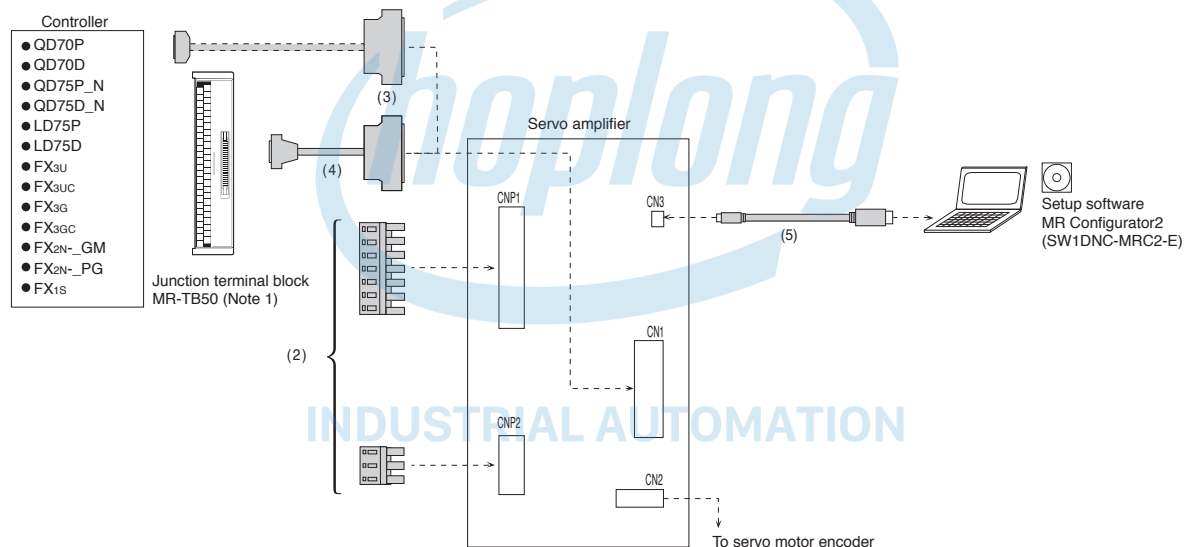 Controller
● QD70P
● QD70D
● QD75P_N
● QD75D_N
● LD75P
● LD75D
● FX3U
● FX3UC
● FX3G
● FX3GC
● FX2N-_GM
● FX2N-_PG
● FX1S
Junction terminal block
MR-TB50 (Note 1)
(3)
(4)
(2)
Servo amplifier
CNP1
CNP2
CN3
CN1
CN2
(5)
Setup software
MR Configurator2
(SW1DNC-MRC2-E)
To servo motor encoder
hoplong
INDUSTRIAL AUTOMATION